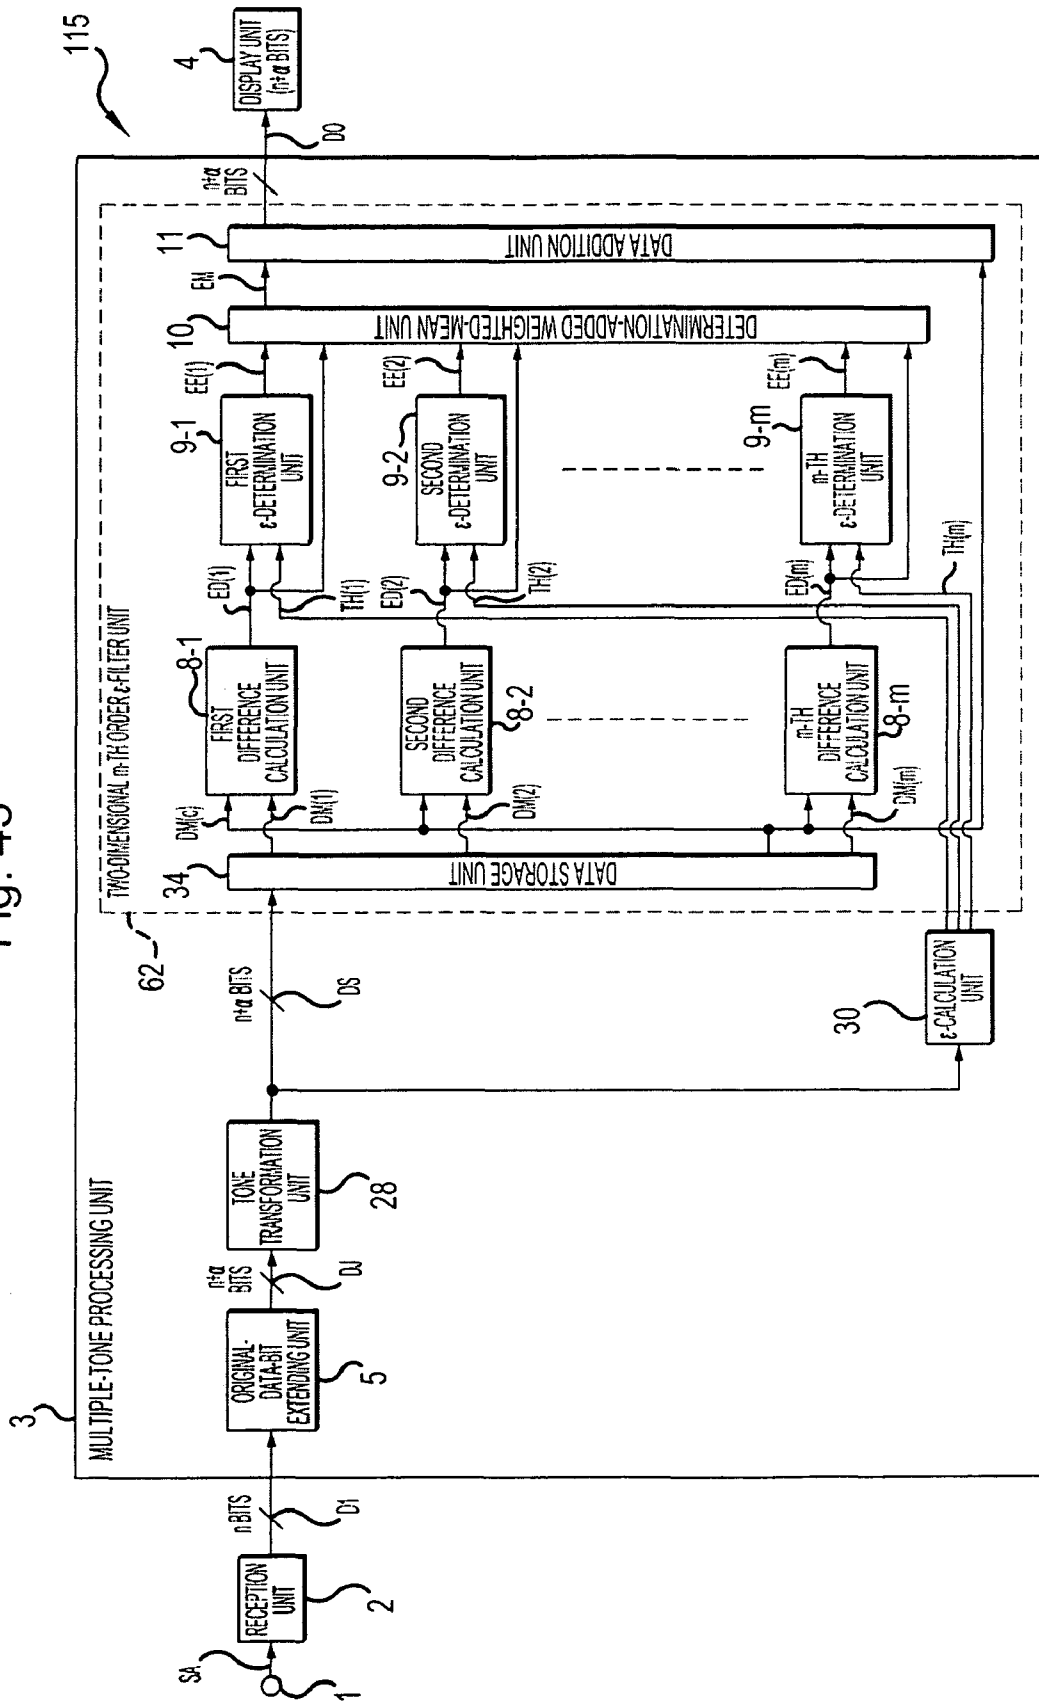 115
3
MULTIPLE-TONE PROCESSING UNIT
62
TWO-DIMENSIONAL m-TH ORDER ε-FILTER UNIT
1
SA
RECEPTION
UNIT
2
n BITS
D1
ORIGINAL-
DATA-BIT
EXTENDING UNIT
5
n+α
BITS
DJ
TONE
TRANSFORMATION
UNIT
28
n+α BITS
DS
30
ε-CALCULATION
UNIT
34
DATA STORAGE UNIT
DM(c)
DM(1)
DM(2)
DM(m)
8-1
FIRST
DIFFERENCE
CALCULATION UNIT
SECOND
DIFFERENCE
CALCULATION UNIT
8-2
m-TH
DIFFERENCE
CALCULATION UNIT
8-m
ED(1)
TH(1)
ED(2)
TH(2)
ED(m)
TH(m)
9-1
FIRST
ε-DETERMINATION
UNIT
9-2
SECOND
ε-DETERMINATION
UNIT
9-m
m-TH
ε-DETERMINATION
UNIT
EE(1)
EE(2)
EE(m)
10
DETERMINATION-ADDED WEIGHTED-MEAN UNIT
EM
11
DATA ADDITION UNIT
n+α
BITS
DO
4
DISPLAY UNIT
(n+α BITS)